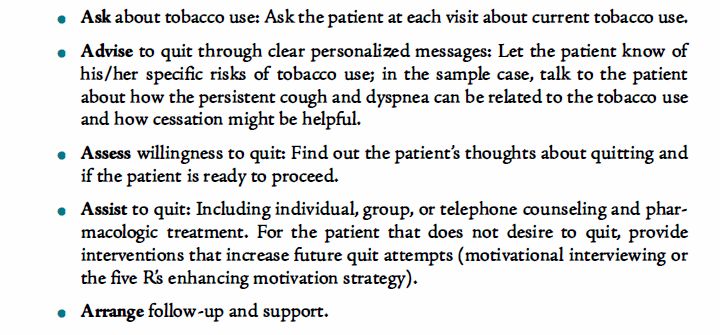 • Ask about tobacco use: Ask the patient at each visit about current tobacco use.
• Advise to quit through clear personalized messages: Let the patient know of
his/her specific risks of tobacco use; in the sample case, talk to the patient
about how the persistent cough and dyspnea can be related to the tobacco use
and how cessation might be helpful.
• Assess willingness to quit: Find out the patient's thoughts about quitting and
if the patient is ready to proceed.
• Assist to quit: Including individual, group, or telephone counseling and phar-
macologic treatment. For the patient that does not desire to quit, provide
interventions that increase future quit attempts (motivational interviewing or
the five R's enhancing motivation strategy).
• Arrange follow-up and support.